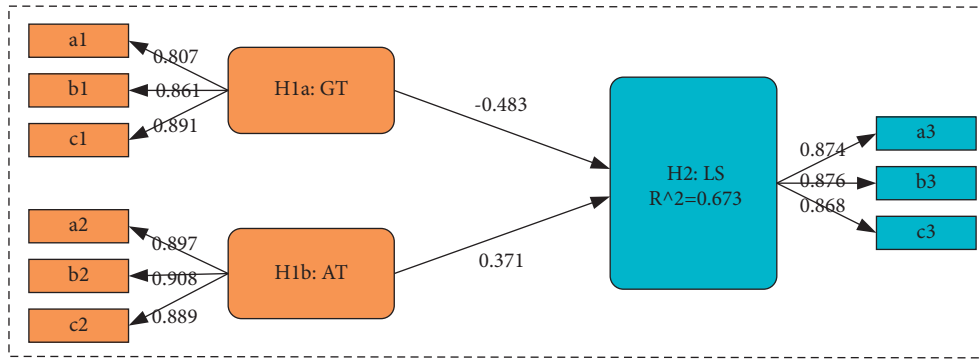 a1
0.807
b1
0.861
c1
0.891
H1a: GT
-0.483
a2
0.897
b2
0.908
c2
0.889
H1b: AT
0.371
H2: LS
R^2=0.673
a3
0.874
b3
0.876
c3
0.868